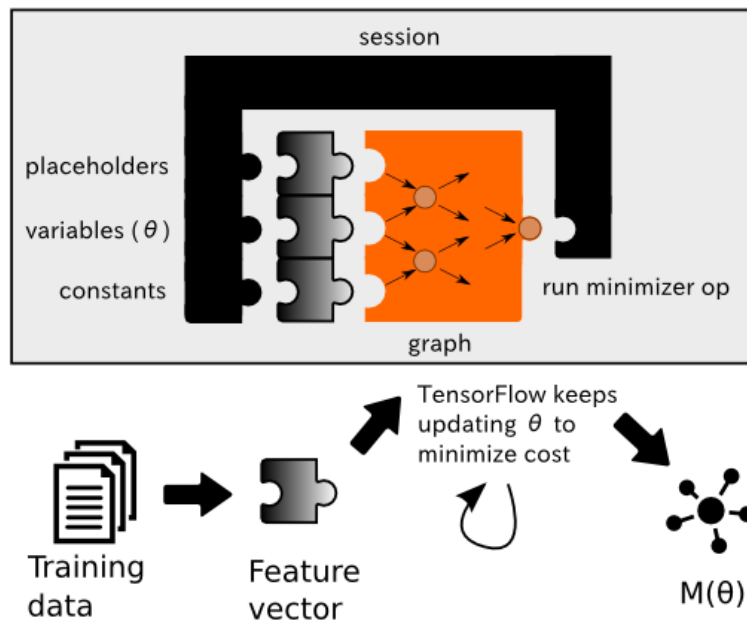 session
placeholders
variables (θ)
constants
run minimizer op
graph
TensorFlow keeps
updating θ to
minimize cost
Training
data
Feature
vector
M(θ)